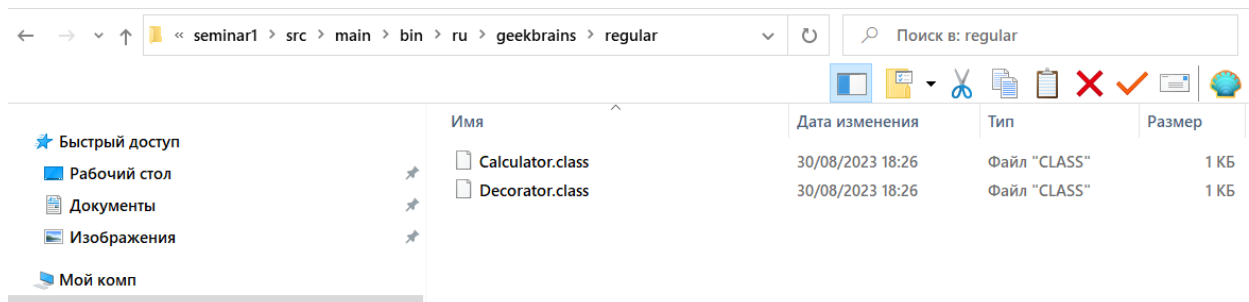 « seminar1 > src > main > bin > ru > geekbrains > regular
Поиск в: regular
Имя Дата изменения Тип Размер
Быстрый доступ
Рабочий стол
Документы
Изображения
Мой комп
Calculator.class 30/08/2023 18:26 Файл "CLASS" 1 КБ
Decorator.class 30/08/2023 18:26 Файл "CLASS" 1 КБ